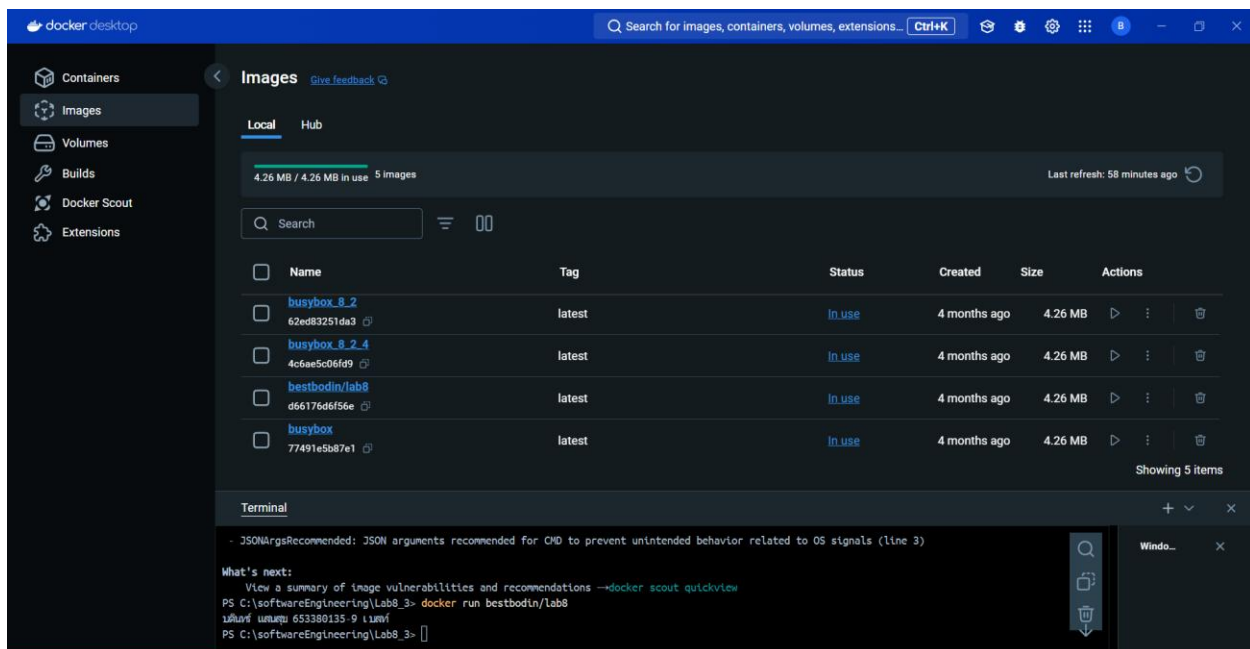 docker desktop
Search for images, containers, volumes, extensions... Ctrl+K
B
Containers
Images
Volumes
Builds
Docker Scout
Extensions
Images Give feedback
Local Hub
4.26 MB / 4.26 MB in use 5 images
Last refresh: 58 minutes ago
Search
Name Tag Status Created Size Actions
busybox_8_2
62ed83251da3
latest In use 4 months ago 4.26 MB
busybox_8_2_4
4c6ae5c06fd9
latest In use 4 months ago 4.26 MB
bestbodin/lab8
d66176d6f56e
latest In use 4 months ago 4.26 MB
busybox
77491e5b87e1
latest In use 4 months ago 4.26 MB
Showing 5 items
Terminal
Windo...
- JSONArgsRecommended: JSON arguments recommended for CMD to prevent unintended behavior related to OS signals (line 3)
What's next:
View a summary of image vulnerabilities and recommendations →docker scout quickview
PS C:\softwareEngineering\Lab8_3> docker run bestbodin/lab8
653380135-9
PS C:\softwareEngineering\Lab8_3>